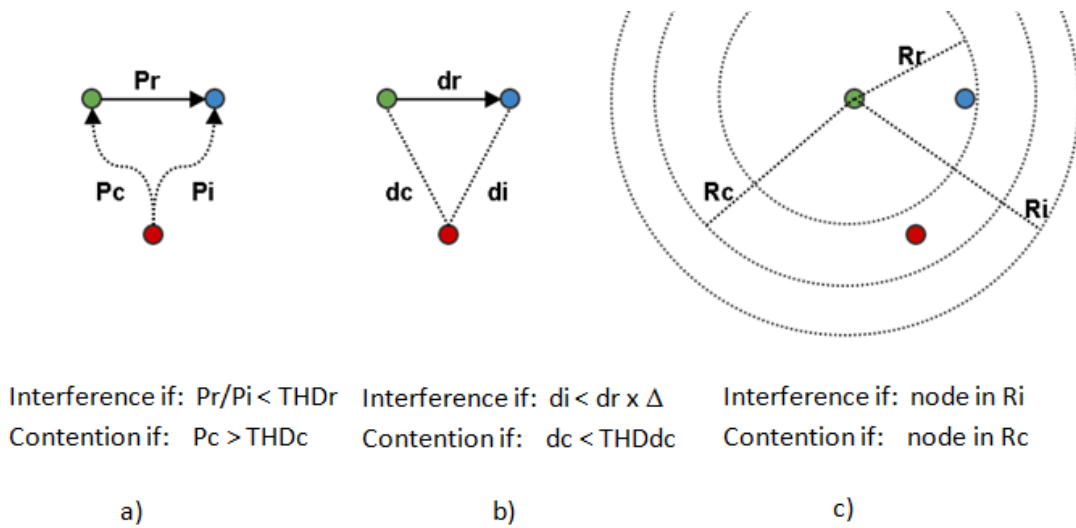 Pr
Pc
Pi
dr
dc
di
Rr
Rc
Ri
Interference if: Pr/Pi < THDr
Contention if: Pc > THDc
Interference if: di < dr x Δ
Contention if: dc < THDdc
Interference if: node in Ri
Contention if: node in Rc
a)
b)
c)